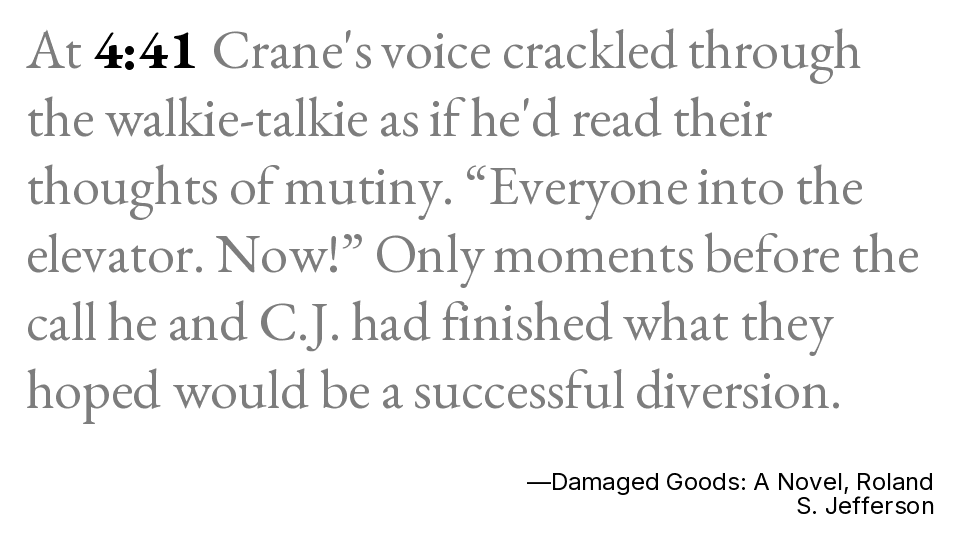 At 4:41 Crane's voice crackled through
the walkie-talkie as if he'd read their
thoughts of mutiny. “Everyone into the
elevator. Now!” Only moments before the
call he and C.J. had finished what they
hoped would be a successful diversion.
—Damaged Goods: A Novel, Roland
S. Jefferson